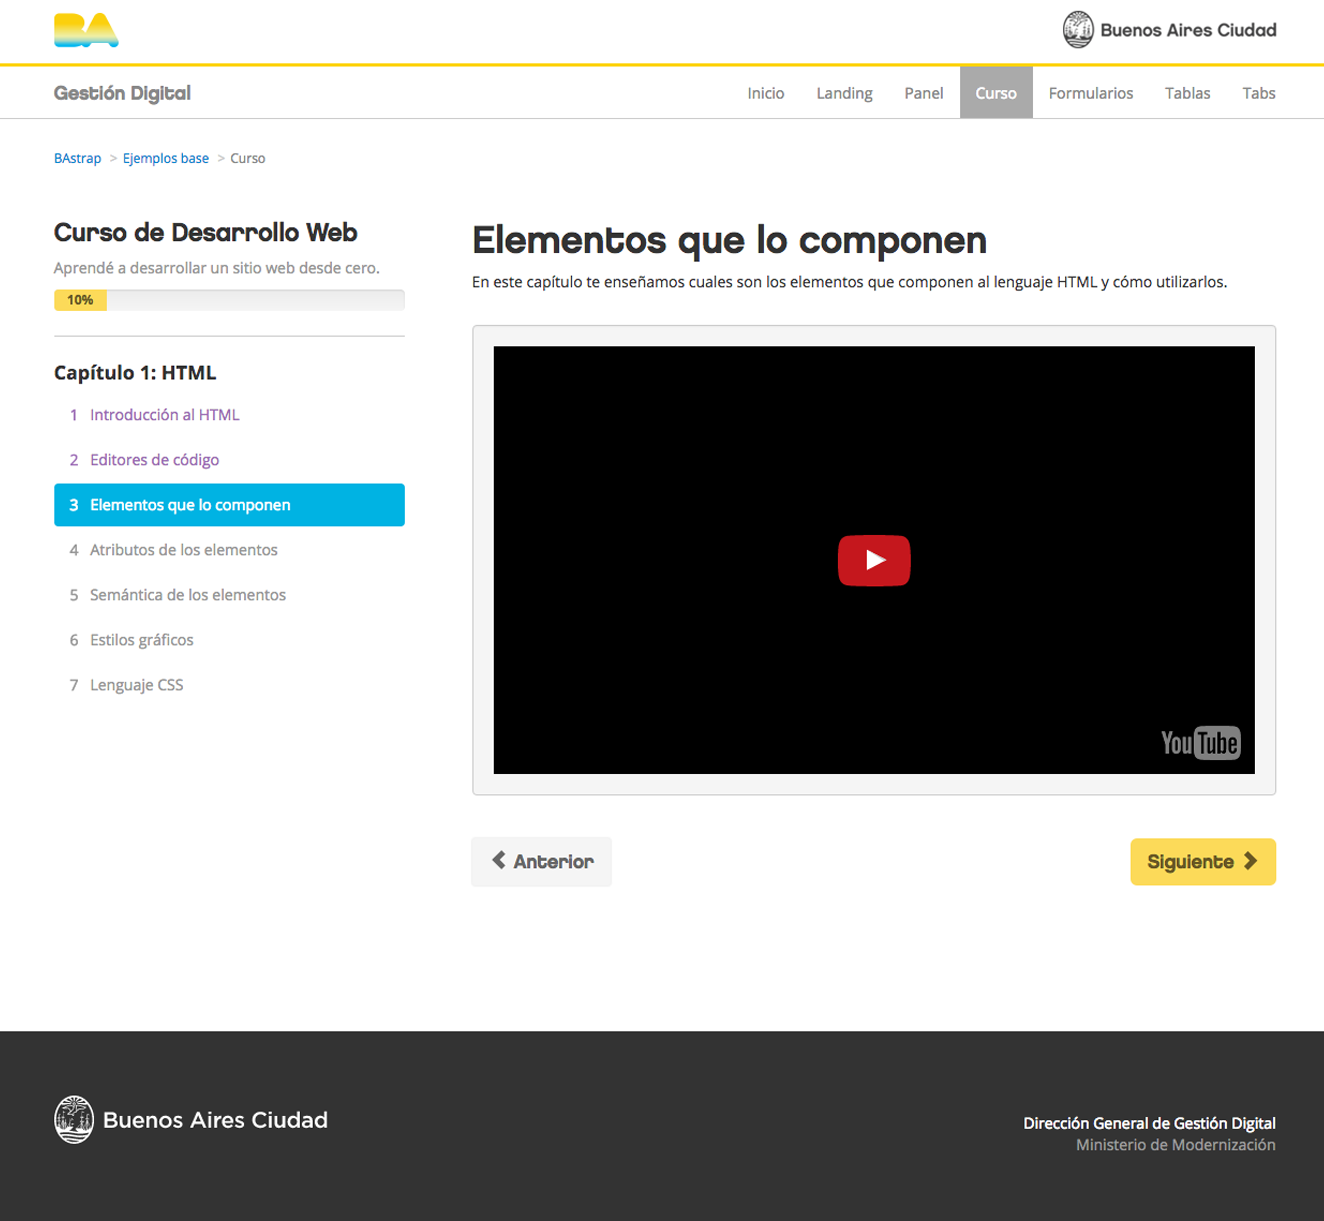 BA
Buenos Aires Ciudad
Gestión Digital
Inicio Landing Panel Curso Formularios Tablas Tabs
BAstrap > Ejemplos base > Curso
Curso de Desarrollo Web
Aprendé a desarrollar un sitio web desde cero.
10%
Capítulo 1: HTML
1 Introducción al HTML
2 Editores de código
3 Elementos que lo componen
4 Atributos de los elementos
5 Semántica de los elementos
6 Estilos gráficos
7 Lenguaje CSS
Elementos que lo componen
En este capítulo te enseñamos cuales son los elementos que componen al lenguaje HTML y cómo utilizarlos.
YouTube
Anterior
Siguiente
Buenos Aires Ciudad
Dirección General de Gestión Digital
Ministerio de Modernización